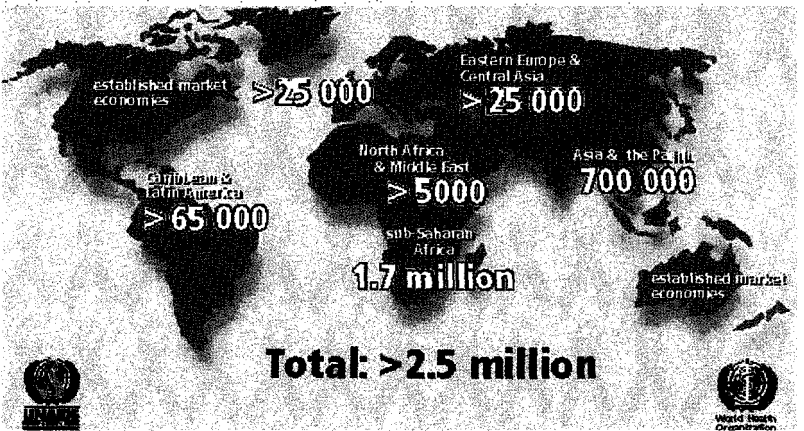 established market
economies
>25 000
Eastern Europe &
Central Asia
> 25 000
North Africa
& Middle East
> 5000
Asia & the
700 000
Caribbean &
Latin America
> 65 000
sub-Saharan
Africa
1.7 million
established market
economies
Total: >2.5 million
World Health
Organization